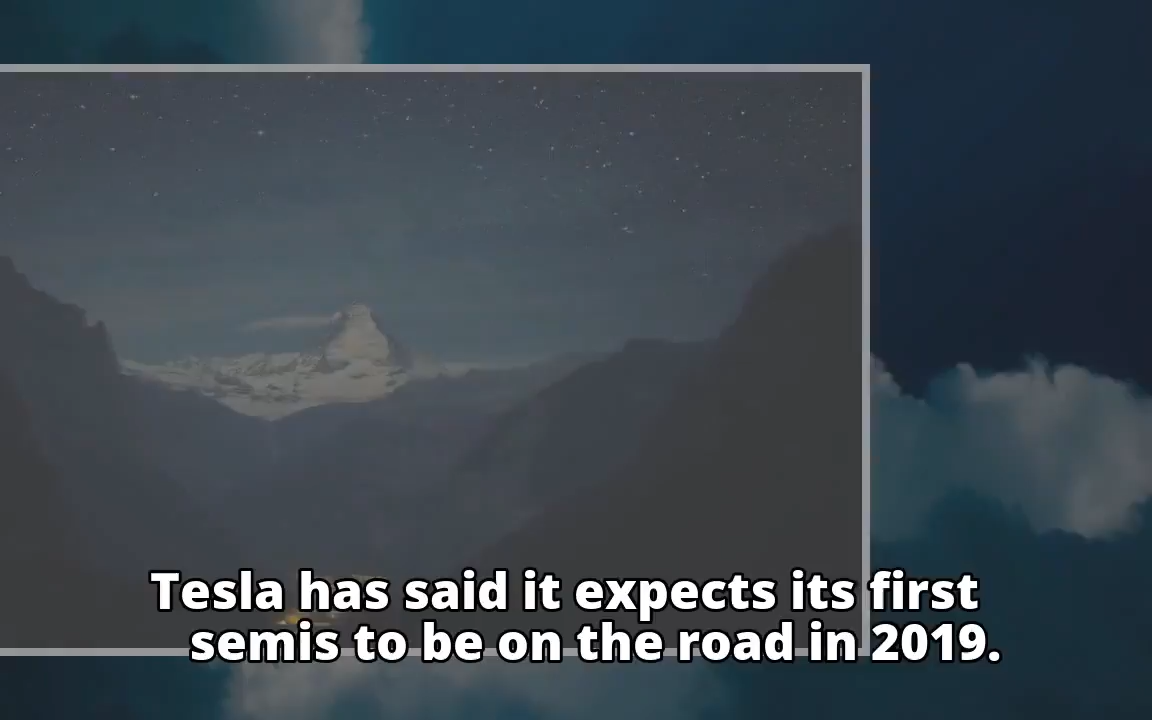 Tesla has said it expects its first
semis to be on the road in 2019.